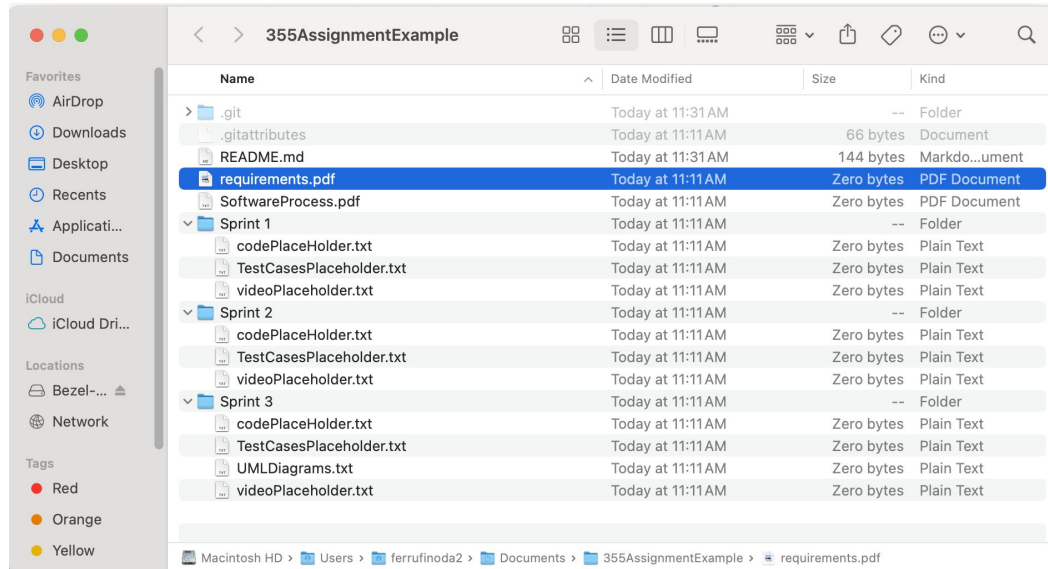 355AssignmentExample
Favorites
AirDrop
Downloads
Desktop
Recents
Applicati...
Documents
iCloud
iCloud Dri...
Locations
Bezel-...
Network
Tags
Red
Orange
Yellow
Name Date Modified Size Kind
.git Today at 11:31 AM -- Folder
.gitattributes Today at 11:11 AM 66 bytes Document
README.md Today at 11:31 AM 144 bytes Markdo...ument
requirements.pdf Today at 11:11 AM Zero bytes PDF Document
SoftwareProcess.pdf Today at 11:11 AM Zero bytes PDF Document
Sprint 1 Today at 11:11 AM -- Folder
codePlaceHolder.txt Today at 11:11 AM Zero bytes Plain Text
TestCasesPlaceholder.txt Today at 11:11 AM Zero bytes Plain Text
videoPlaceholder.txt Today at 11:11 AM Zero bytes Plain Text
Sprint 2 Today at 11:11 AM -- Folder
codePlaceHolder.txt Today at 11:11 AM Zero bytes Plain Text
TestCasesPlaceholder.txt Today at 11:11 AM Zero bytes Plain Text
videoPlaceholder.txt Today at 11:11 AM Zero bytes Plain Text
Sprint 3 Today at 11:11 AM -- Folder
codePlaceHolder.txt Today at 11:11 AM Zero bytes Plain Text
TestCasesPlaceholder.txt Today at 11:11 AM Zero bytes Plain Text
UMLDiagrams.txt Today at 11:11 AM Zero bytes Plain Text
videoPlaceholder.txt Today at 11:11 AM Zero bytes Plain Text
Macintosh HD › Users › ferrufinoda2 › Documents › 355AssignmentExample › requirements.pdf